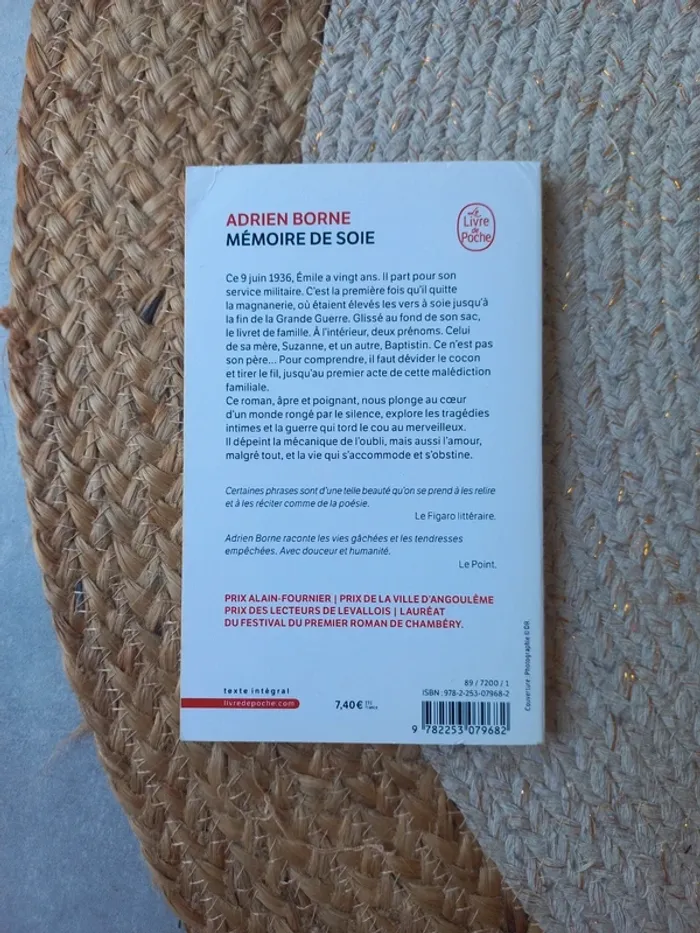 ADRIEN BORNE
MÉMOIRE DE SOIE
Le
Livre
de
Poche
Ce 9 juin 1936, Émile a vingt ans. Il part pour son
service militaire. C'est la première fois qu'il quitte
la magnanerie, où étaient élevés les vers à soie jusqu'à
la fin de la Grande Guerre. Glissé au fond de son sac,
le livret de famille. À l'intérieur, deux prénoms. Celui
de sa mère, Suzanne, et un autre, Baptistin. Ce n'est pas
son père... Pour comprendre, il faut dévider le cocon
et tirer le fil, jusqu'au premier acte de cette malédiction
familiale.
Ce roman, âpre et poignant, nous plonge au cœur
d'un monde rongé par le silence, explore les tragédies
intimes et la guerre qui tord le cou au merveilleux.
Il dépeint la mécanique de l'oubli, mais aussi l'amour,
malgré tout, et la vie qui s'accommode et s'obstine.
Certaines phrases sont d'une telle beauté qu'on se prend à les relire
et à les réciter comme de la poésie.
Le Figaro littéraire.
Adrien Borne raconte les vies gâchées et les tendresses
empêchées. Avec douceur et humanité.
Le Point.
PRIX ALAIN-FOURNIER | PRIX DE LA VILLE D'ANGOULÊME
PRIX DES LECTEURS DE LEVALLOIS | LAURÉAT
DU FESTIVAL DU PREMIER ROMAN DE CHAMBÉRY.
Couverture : Photographie © DR.
texte intégral
livredepoche.com
7,40 €
89 / 7200 / 1
ISBN : 978-2-253-07968-2
9 782253 079682